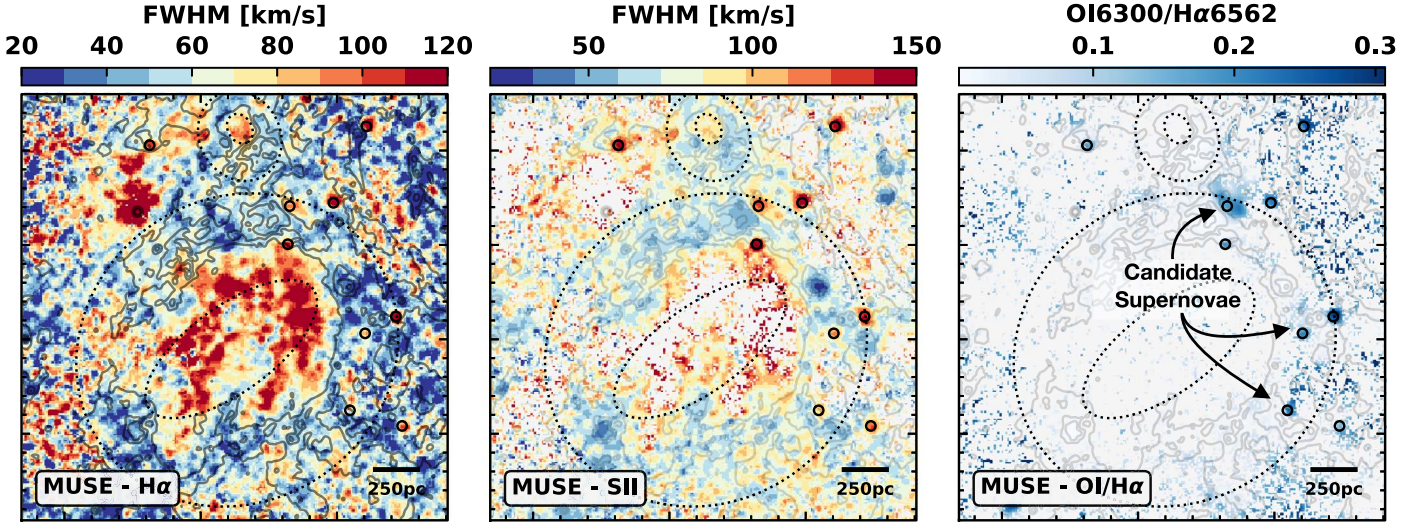 FWHM [km/s]
20 40 60 80 100 120
MUSE - Hα
250pc
FWHM [km/s]
50 100 150
MUSE - SII
250pc
OI6300/Hα6562
0.1 0.2 0.3
Candidate
Supernovae
MUSE - OI/Hα
250pc